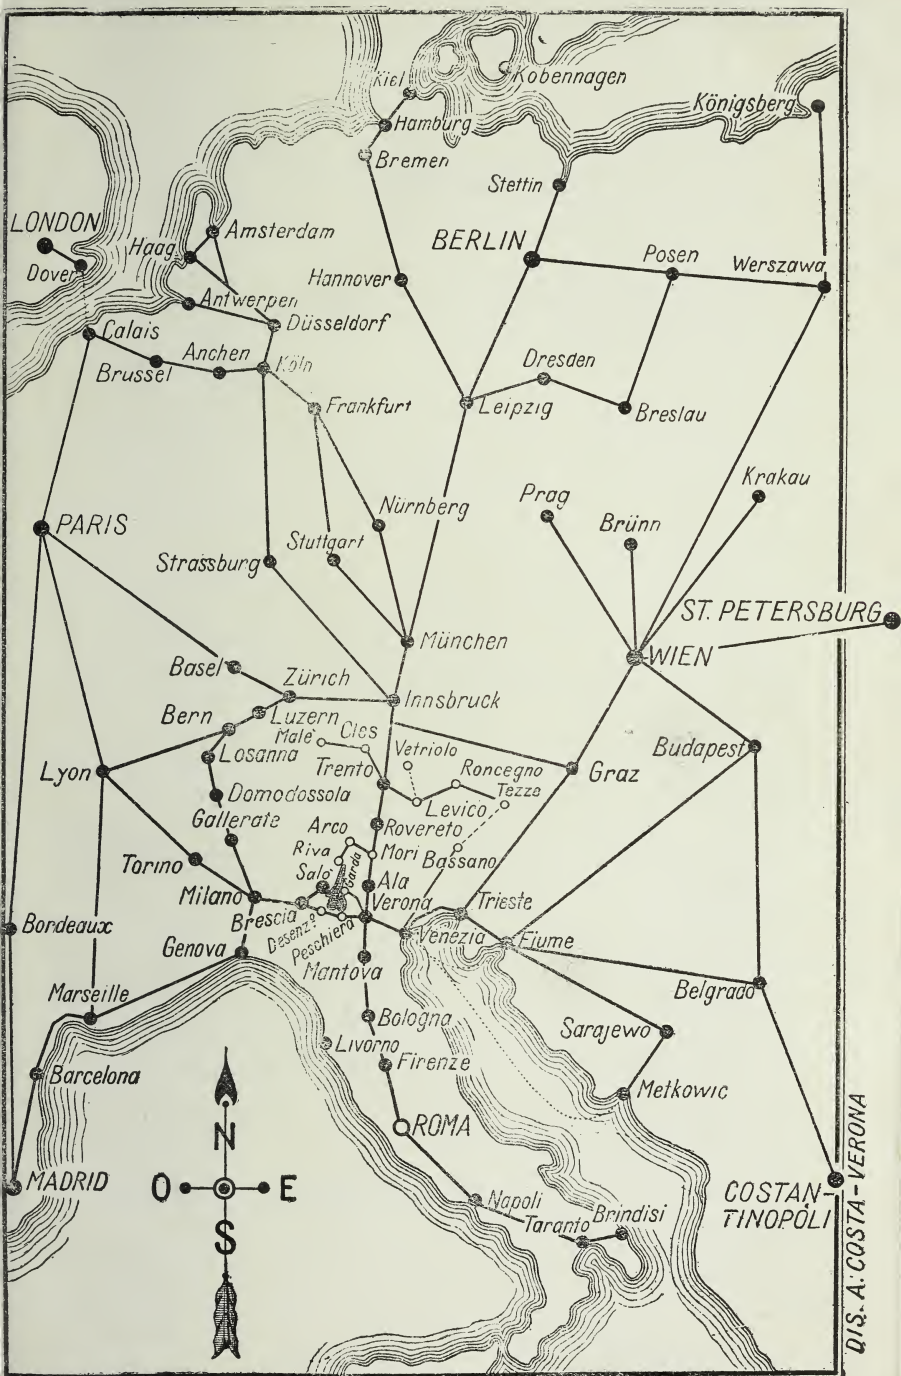 Kiel
Kobennagen
Königsberg
Hamburg
Bremen
Stettin
LONDON
Dover
Haag
Amsterdam
BERLIN
Hannover
Posen
Werszawa
Antwerpen
Düsseldorf
Calais
Brussel
Anchen
Köln
Dresden
Frankfurt
Leipzig
Breslau
Krakau
Prag
Nürnberg
Brünn
PARIS
Stuttgart
Strassburg
ST. PETERSBURG
München
WIEN
Basel
Zürich
Innsbruck
Bern
Luzern
Malè
Cles
Losanna
Vetriolo
Budapest
Lyon
Trento
Roncegno
Graz
Domodossola
Levico
Tezze
Gallerate
Arco
Rovereto
Riva
Mori
Bassano
Torino
Salò
Garda
Ala
Milano
Verona
Trieste
Brescia
Desenzº
Peschiera
Bordeaux
Venezia
Fiume
Genova
Mantova
Belgrado
Marseille
Bologna
Sarajewo
Livorno
Firenze
Barcelona
Metkowic
ROMA
N
O E
S
MADRID
Napoli
Taranto
Brindisi
COSTAN-
TINOPOLI
DIS. A. COSTA-VERONA